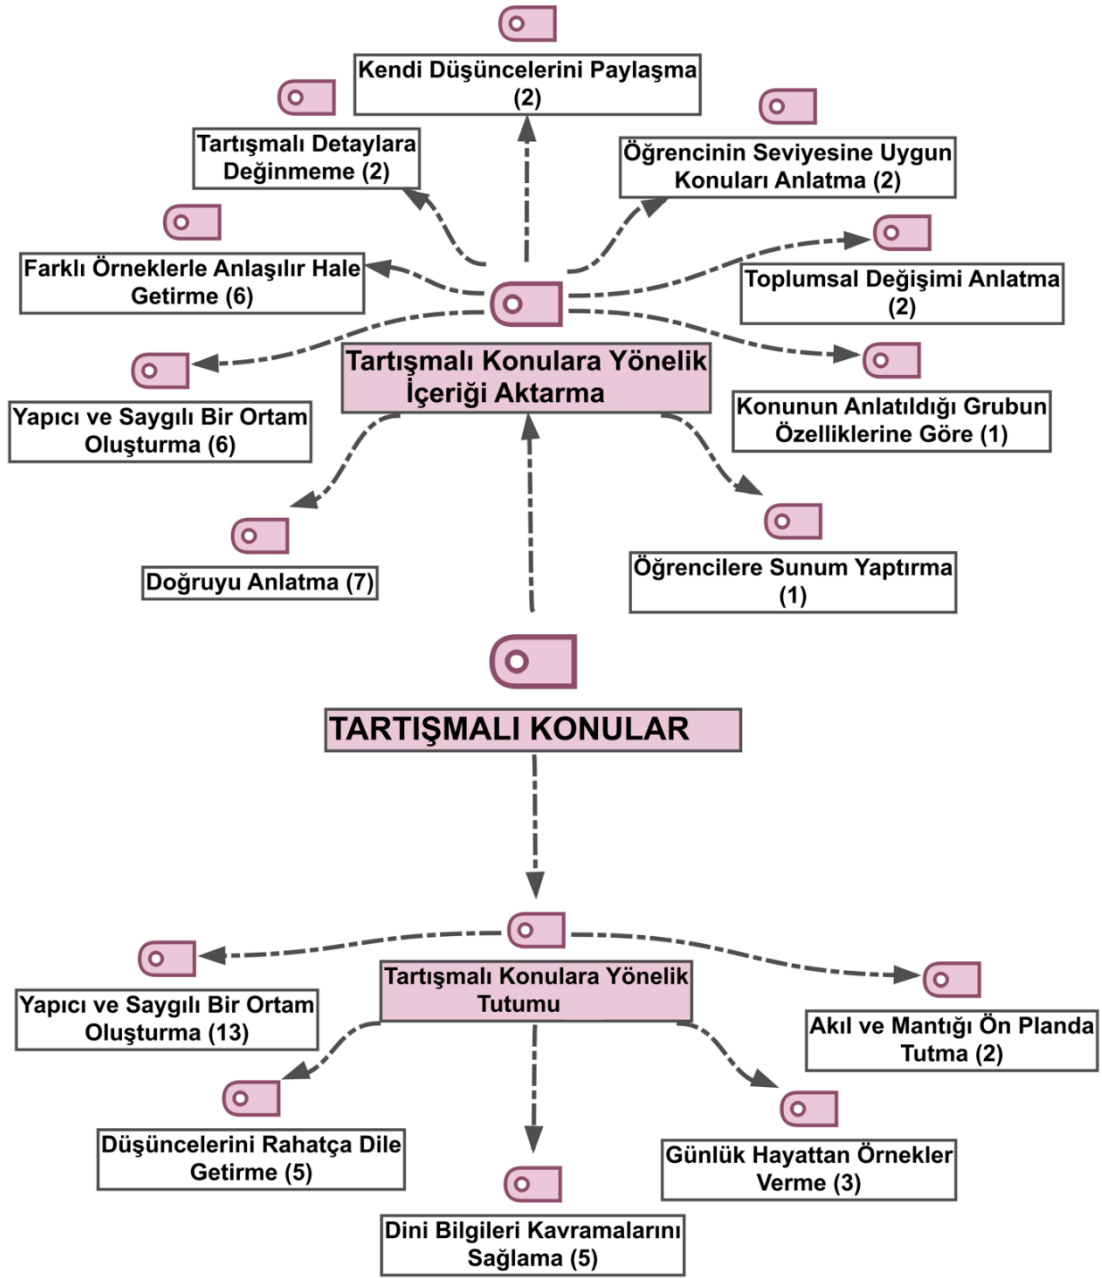 Kendi Düşüncelerini Paylaşma
(2)
Tartışmalı Detaylara
Değinmeme (2)
Öğrencinin Seviyesine Uygun
Konuları Anlatma (2)
Farklı Örneklerle Anlaşılır Hale
Getirme (6)
Toplumsal Değişimi Anlatma
(2)
Tartışmalı Konulara Yönelik
İçeriği Aktarma
Yapıcı ve Saygılı Bir Ortam
Oluşturma (6)
Konunun Anlatıldığı Grubun
Özelliklerine Göre (1)
Doğruyu Anlatma (7)
Öğrencilere Sunum Yaptırma
(1)
TARTIŞMALI KONULAR
Tartışmalı Konulara Yönelik
Tutumu
Yapıcı ve Saygılı Bir Ortam
Oluşturma (13)
Akıl ve Mantığı Ön Planda
Tutma (2)
Düşüncelerini Rahatça Dile
Getirme (5)
Günlük Hayattan Örnekler
Verme (3)
Dini Bilgileri Kavramalarını
Sağlama (5)